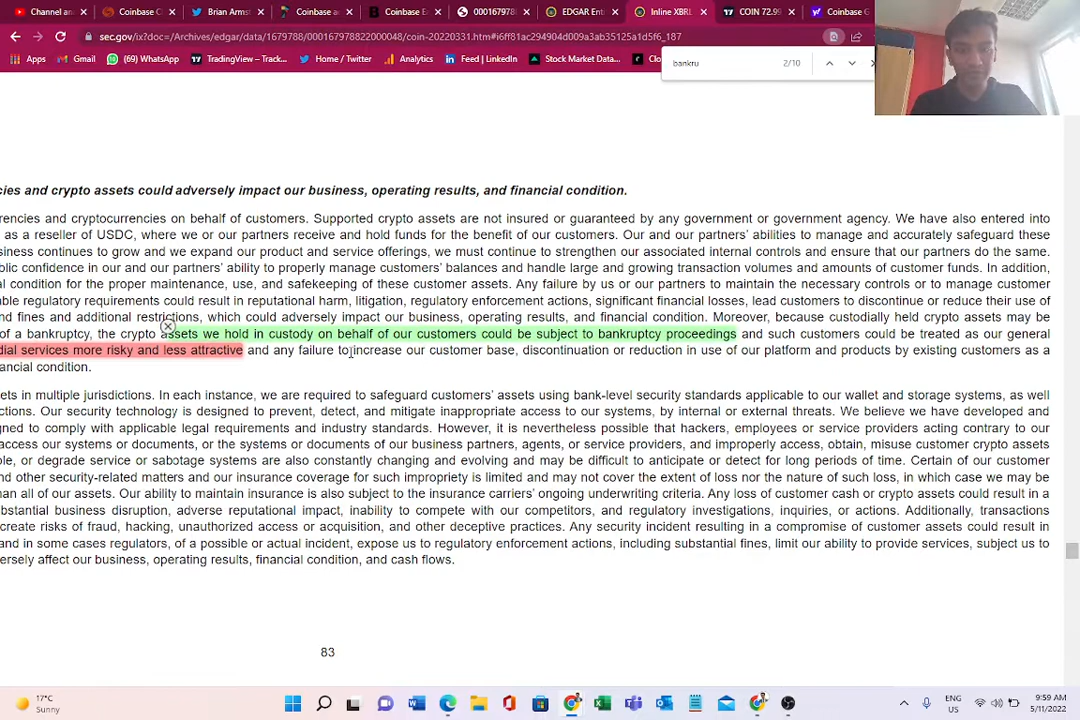 Channel an
Coinbase C
Brian Arms
Coinbase a
Coinbase E
0001679788
EDGAR Ent
Inline XBRL
COIN 72.99
Coinbase G
sec.gov/ix?doc=/Archives/edgar/data/1679788/000167978822000048/coin-20220331.htm#i6ff81ac294904d009a3ab35125a1d5f6_187
Apps
Gmail
(69) WhatsApp
TradingView – Track...
Home / Twitter
Analytics
Feed | LinkedIn
Stock Market Data...
Clo
bankru
2/10
cies and crypto assets could adversely impact our business, operating results, and financial condition.
rrencies and cryptocurrencies on behalf of customers. Supported crypto assets are not insured or guaranteed by any government or government agency. We have also entered into
as a reseller of USDC, where we or our partners receive and hold funds for the benefit of our customers. Our and our partners' abilities to manage and accurately safeguard these
siness continues to grow and we expand our product and service offerings, we must continue to strengthen our associated internal controls and ensure that our partners do the same.
blic confidence in our and our partners' ability to properly manage customers' balances and handle large and growing transaction volumes and amounts of customer funds. In addition,
al condition for the proper maintenance, use, and safekeeping of these customer assets. Any failure by us or our partners to maintain the necessary controls or to manage customer
able regulatory requirements could result in reputational harm, litigation, regulatory enforcement actions, significant financial losses, lead customers to discontinue or reduce their use of
nd fines and additional restrictions, which could adversely impact our business, operating results, and financial condition. Moreover, because custodially held crypto assets may be
of a bankruptcy, the crypto assets we hold in custody on behalf of our customers could be subject to bankruptcy proceedings and such customers could be treated as our general
dial services more risky and less attractive and any failure to increase our customer base, discontinuation or reduction in use of our platform and products by existing customers as a
ancial condition.
ets in multiple jurisdictions. In each instance, we are required to safeguard customers' assets using bank-level security standards applicable to our wallet and storage systems, as well
ctions. Our security technology is designed to prevent, detect, and mitigate inappropriate access to our systems, by internal or external threats. We believe we have developed and
gned to comply with applicable legal requirements and industry standards. However, it is nevertheless possible that hackers, employees or service providers acting contrary to our
access our systems or documents, or the systems or documents of our business partners, agents, or service providers, and improperly access, obtain, misuse customer crypto assets
ole, or degrade service or sabotage systems are also constantly changing and evolving and may be difficult to anticipate or detect for long periods of time. Certain of our customer
nd other security-related matters and our insurance coverage for such impropriety is limited and may not cover the extent of loss nor the nature of such loss, in which case we may be
han all of our assets. Our ability to maintain insurance is also subject to the insurance carriers' ongoing underwriting criteria. Any loss of customer cash or crypto assets could result in a
ubstantial business disruption, adverse reputational impact, inability to compete with our competitors, and regulatory investigations, inquiries, or actions. Additionally, transactions
create risks of fraud, hacking, unauthorized access or acquisition, and other deceptive practices. Any security incident resulting in a compromise of customer assets could result in
and in some cases regulators, of a possible or actual incident, expose us to regulatory enforcement actions, including substantial fines, limit our ability to provide services, subject us to
versely affect our business, operating results, financial condition, and cash flows.
83
17°C
Sunny
ENG
US
9:59 AM
5/11/2022